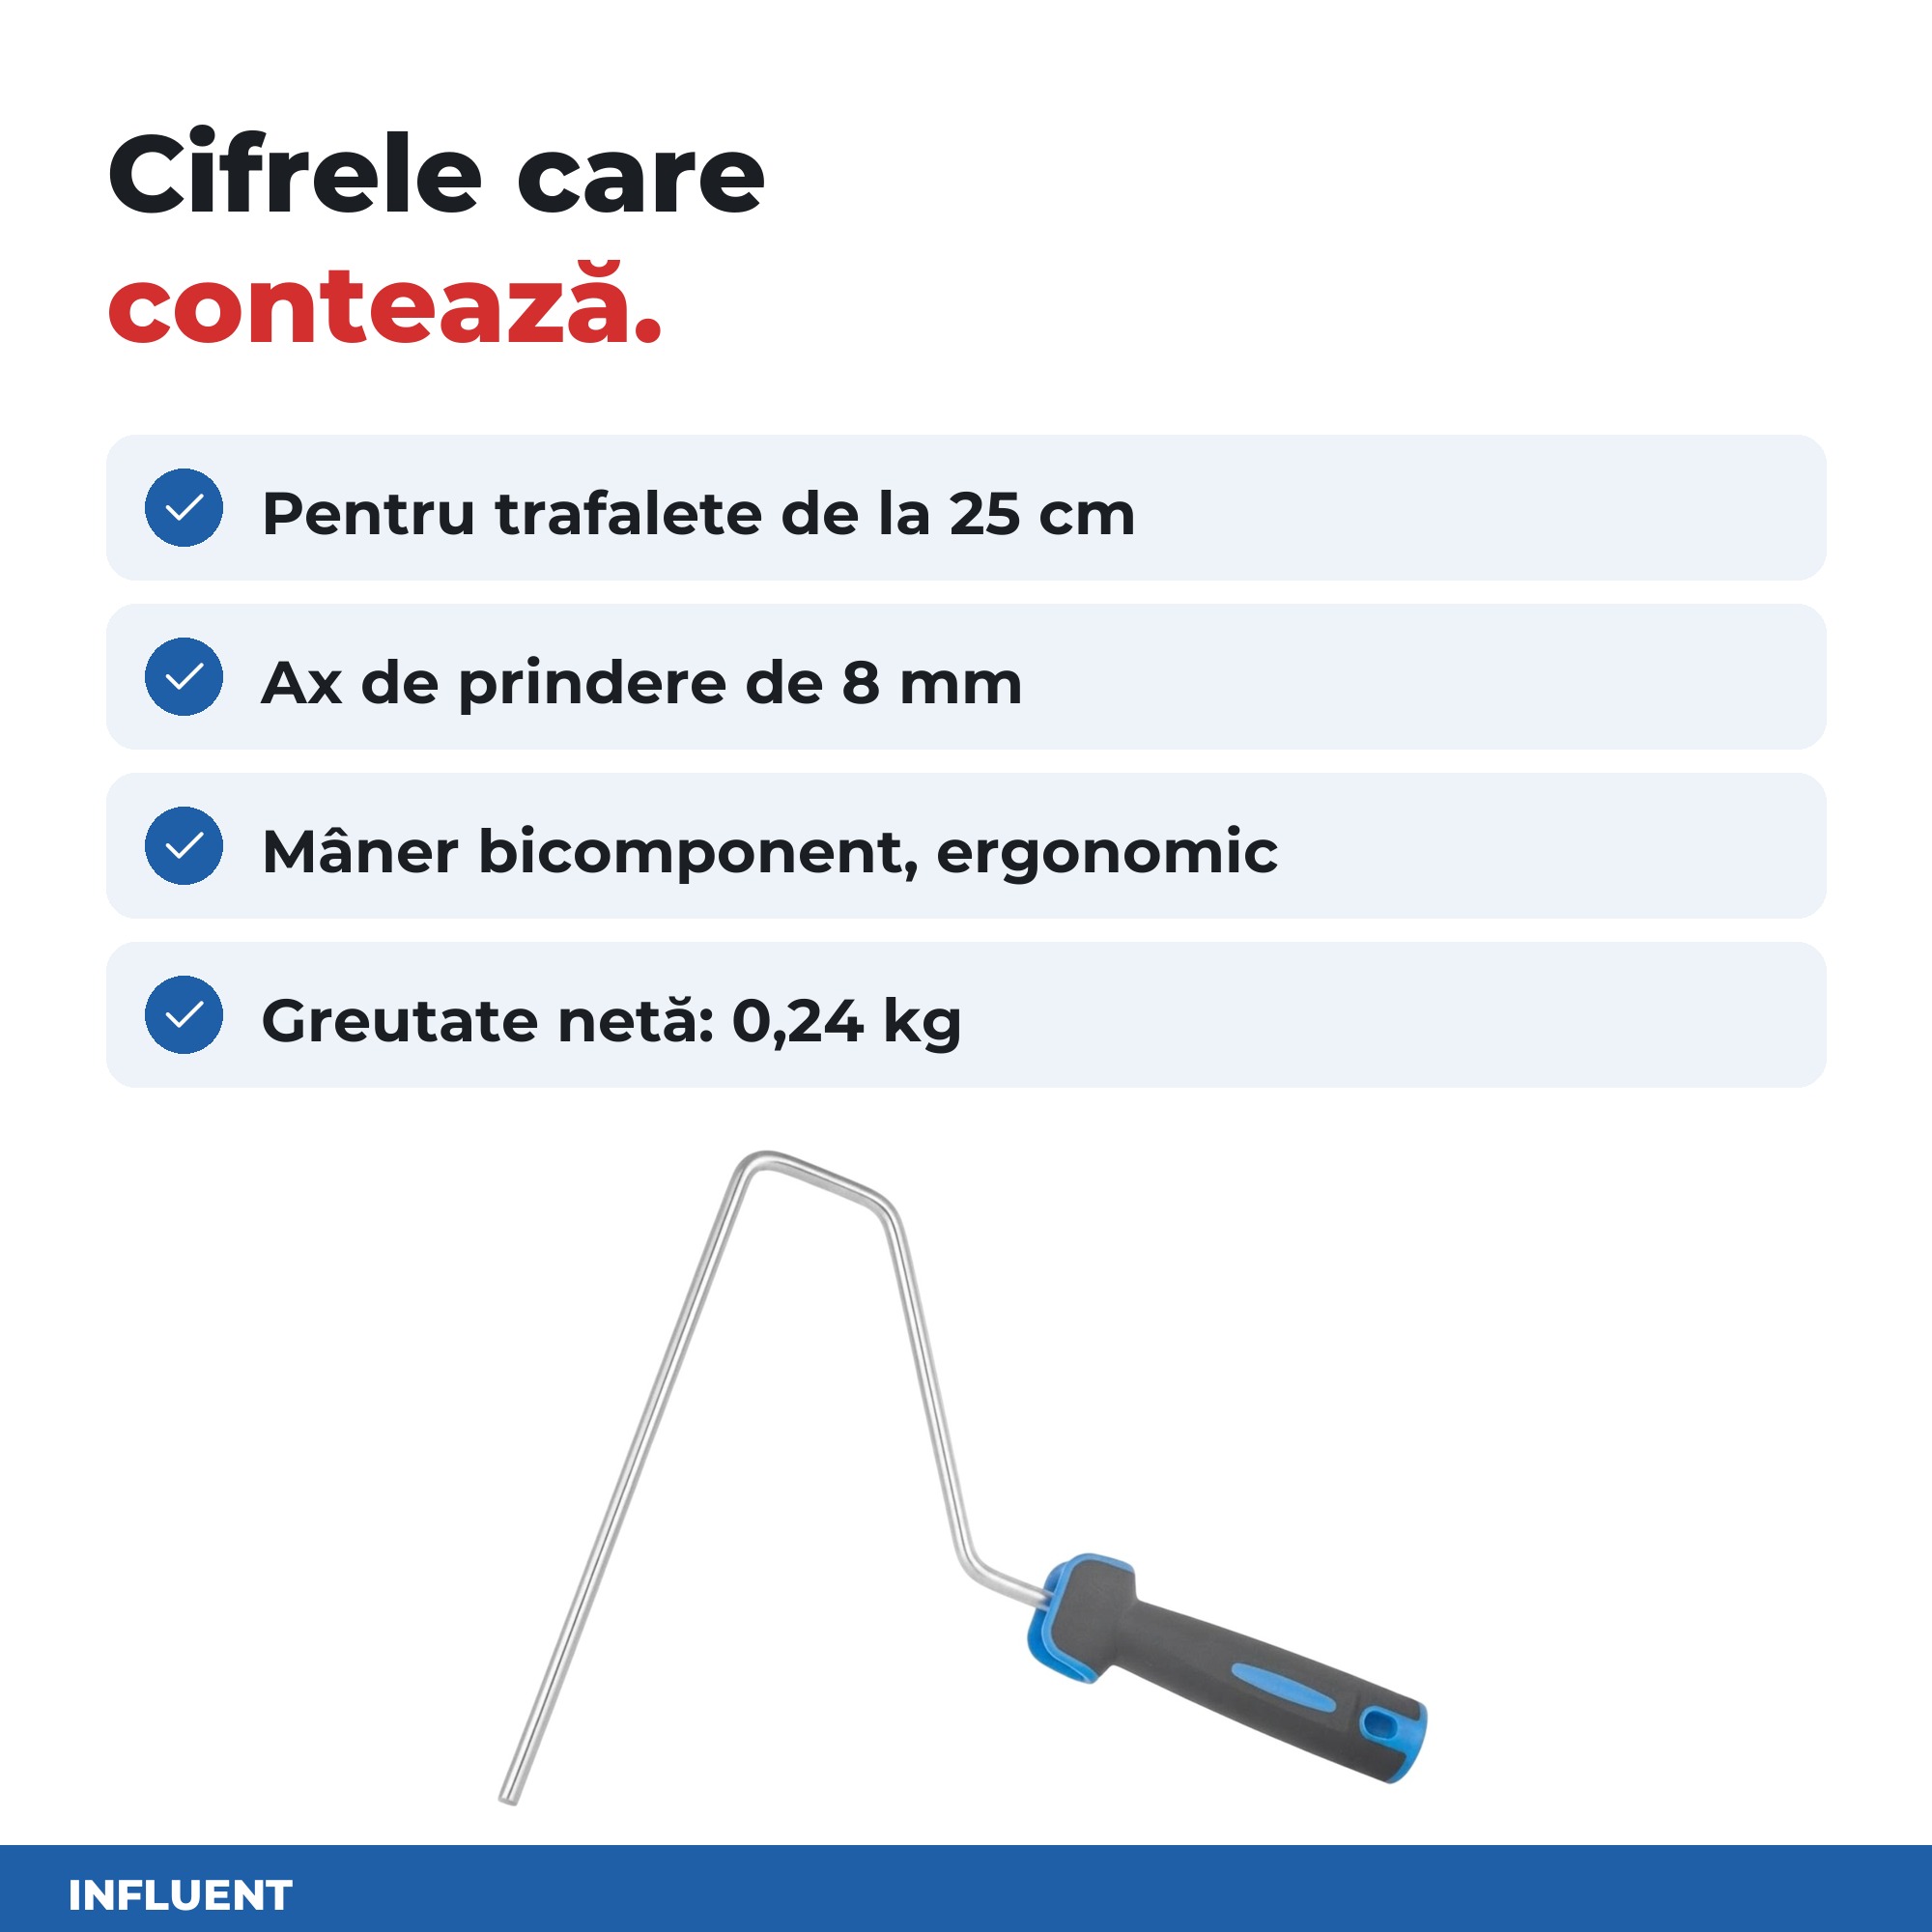 Cifrele care
contează.
Pentru trafalete de la 25 cm
Ax de prindere de 8 mm
Mâner bicomponent, ergonomic
Greutate netă: 0,24 kg
INFLUENT